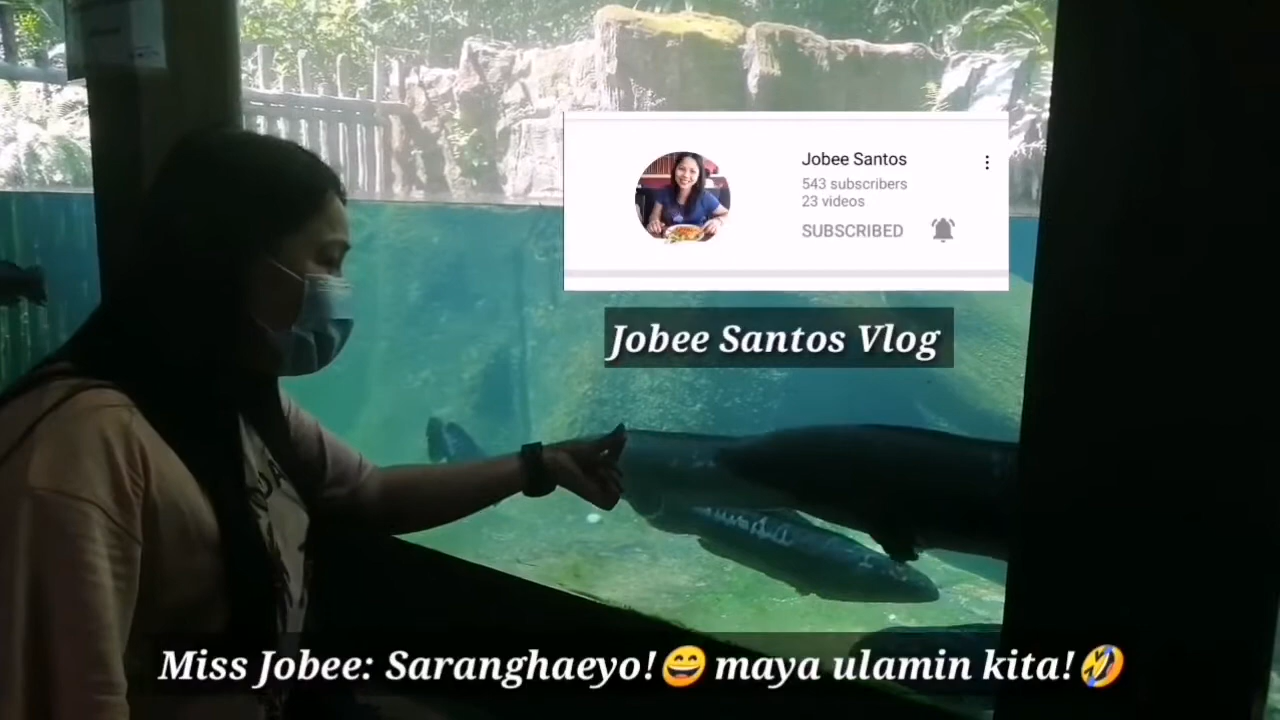 Jobee Santos
543 subscribers
23 videos
SUBSCRIBED
Jobee Santos Vlog
Miss Jobee: Saranghaeyo!😄 maya ulamin kita!🤣